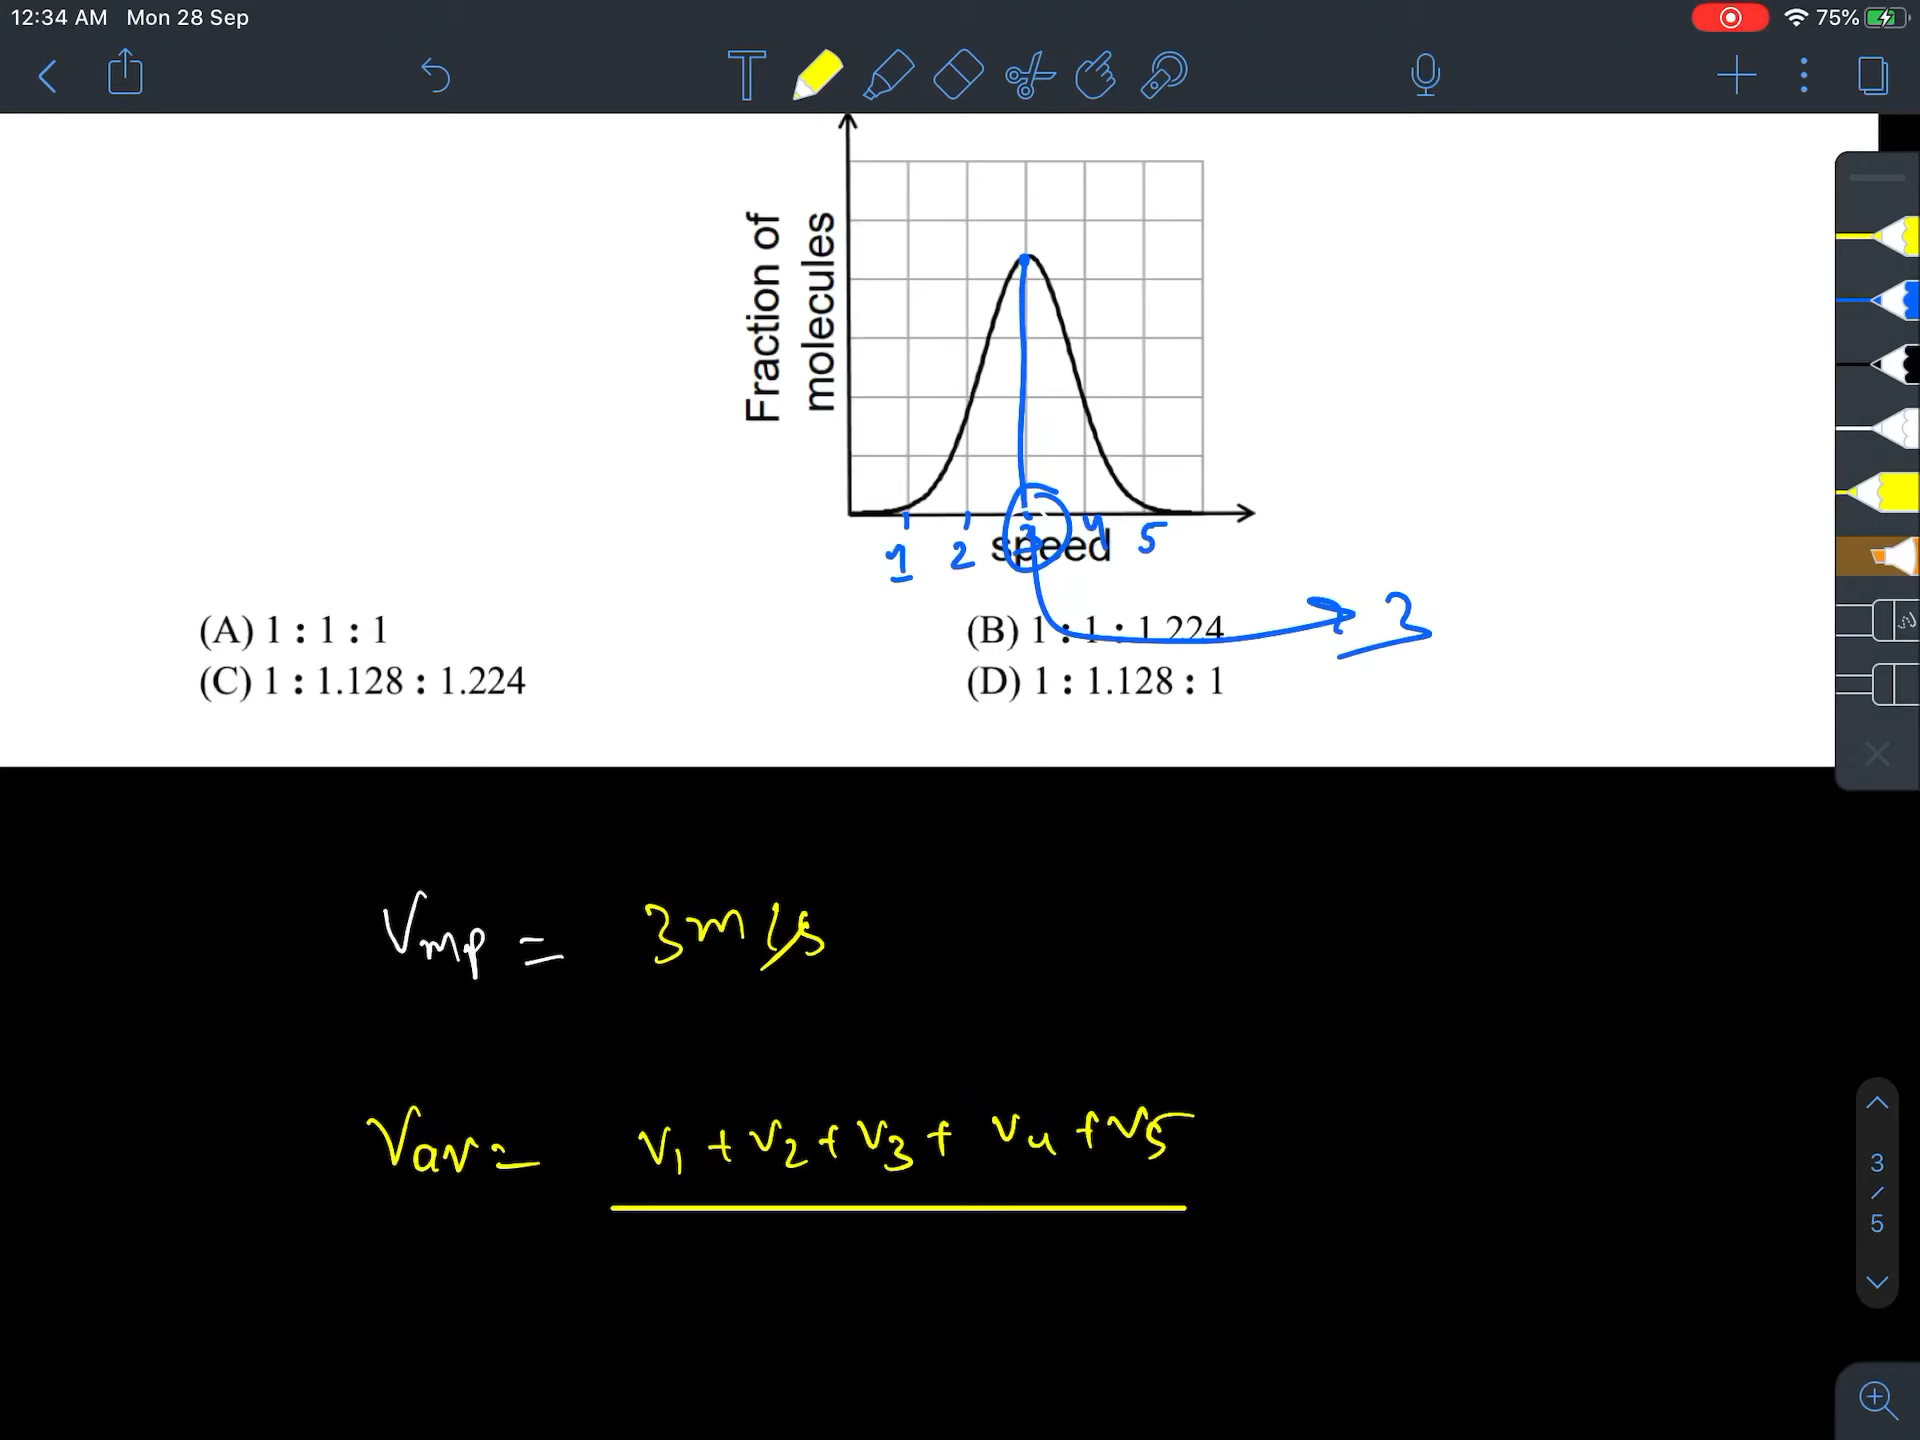 12:34 AM Mon 28 Sep
75%
T
Fraction of
molecules
1 2 3 4 5
speed
3
(A) 1 : 1 : 1
(B) 1 : 1 : 1.224
(C) 1 : 1.128 : 1.224
(D) 1 : 1.128 : 1
Vmp = 3m/s
Vav = v1 + v2 + v3 + v4 + v5
3
/
5